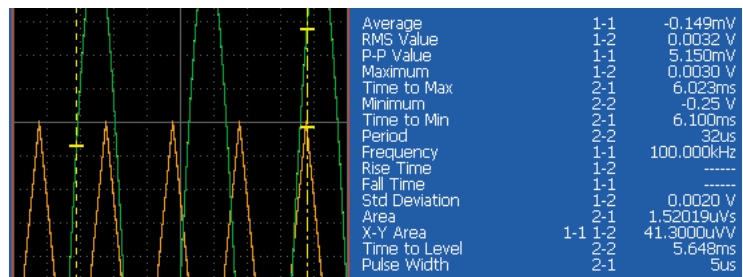 Average 1-1 -0.149mV
RMS Value 1-2 0.0032 V
P-P Value 1-1 5.150mV
Maximum 1-2 0.0030 V
Time to Max 2-1 6.023ms
Minimum 2-2 -0.25 V
Time to Min 2-1 6.100ms
Period 2-2 32us
Frequency 1-1 100.000kHz
Rise Time 1-2 ------
Fall Time 1-1 ------
Std Deviation 1-2 0.0020 V
Area 2-1 1.52019uVs
X-Y Area 1-1 1-2 41.3000uVV
Time to Level 2-2 5.648ms
Pulse Width 2-1 5us